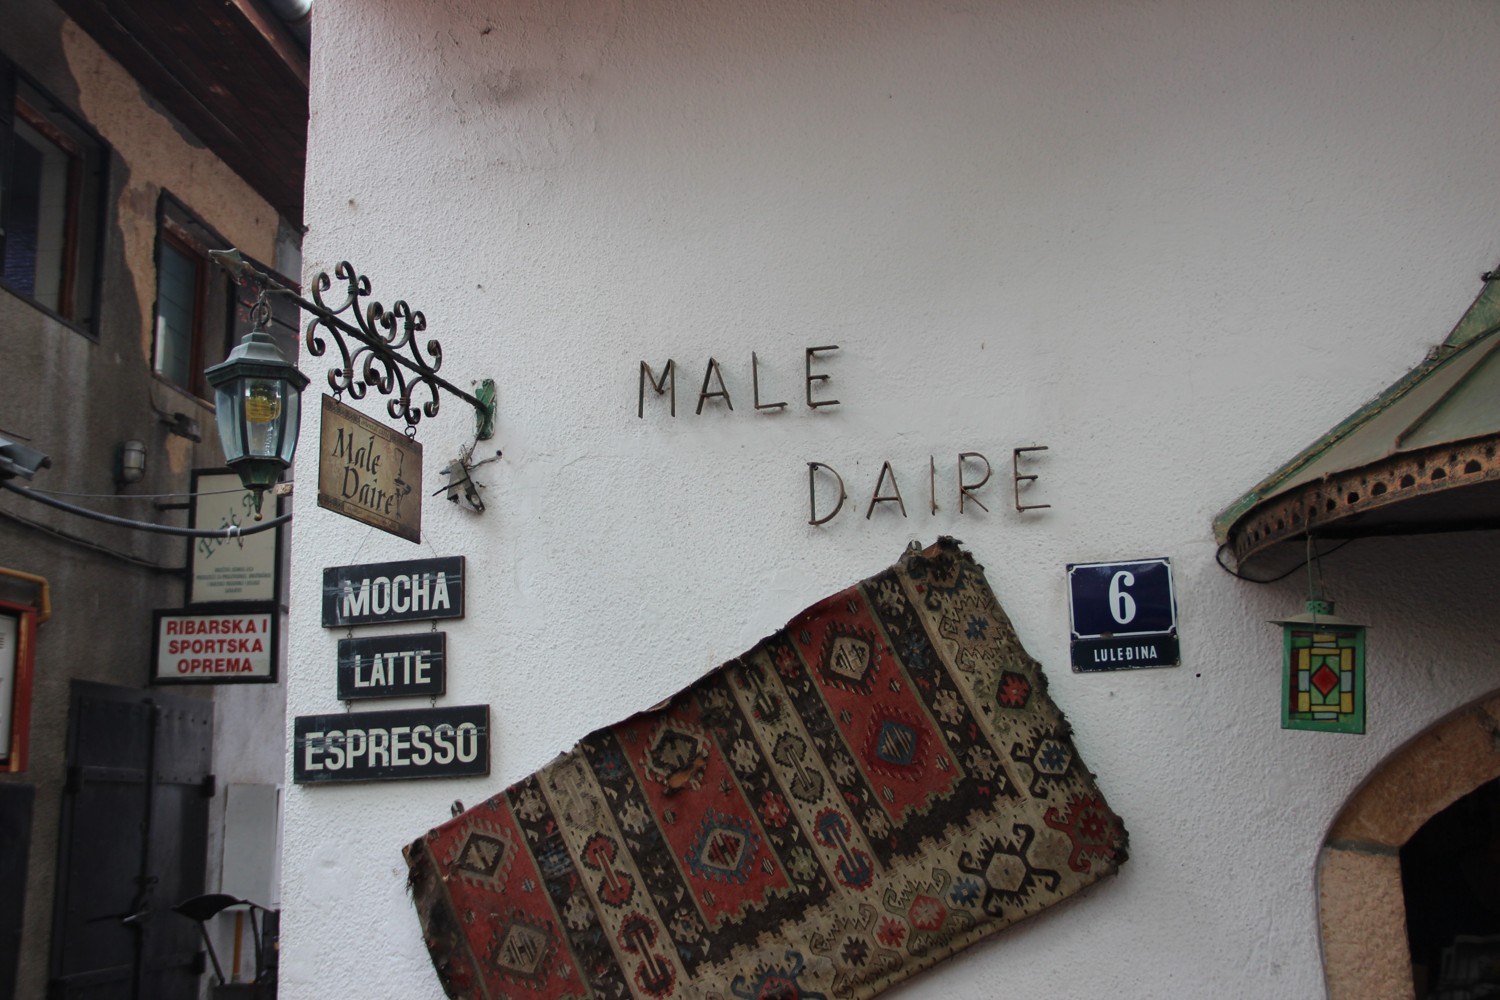 MALE
DAIRE
Male
Daire
MOCHA
LATTE
ESPRESSO
6
LULEĐINA
RIBARSKA I
SPORTSKA
OPREMA